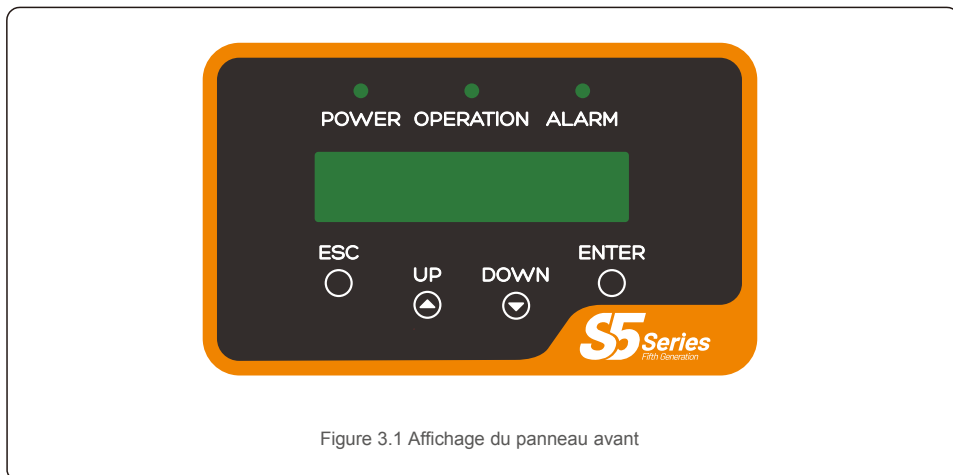 POWER OPERATION ALARM
ESC ENTER
UP DOWN
S5 Series
Fifth Generation
Figure 3.1 Affichage du panneau avant